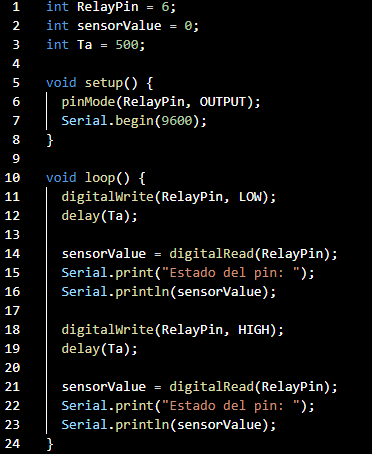 1 int RelayPin = 6;
2 int sensorValue = 0;
3 int Ta = 500;
4
5 void setup() {
6   pinMode(RelayPin, OUTPUT);
7   Serial.begin(9600);
8 }
9
10 void loop() {
11   digitalWrite(RelayPin, LOW);
12   delay(Ta);
13
14   sensorValue = digitalRead(RelayPin);
15   Serial.print("Estado del pin: ");
16   Serial.println(sensorValue);
17
18   digitalWrite(RelayPin, HIGH);
19   delay(Ta);
20
21   sensorValue = digitalRead(RelayPin);
22   Serial.print("Estado del pin: ");
23   Serial.println(sensorValue);
24 }